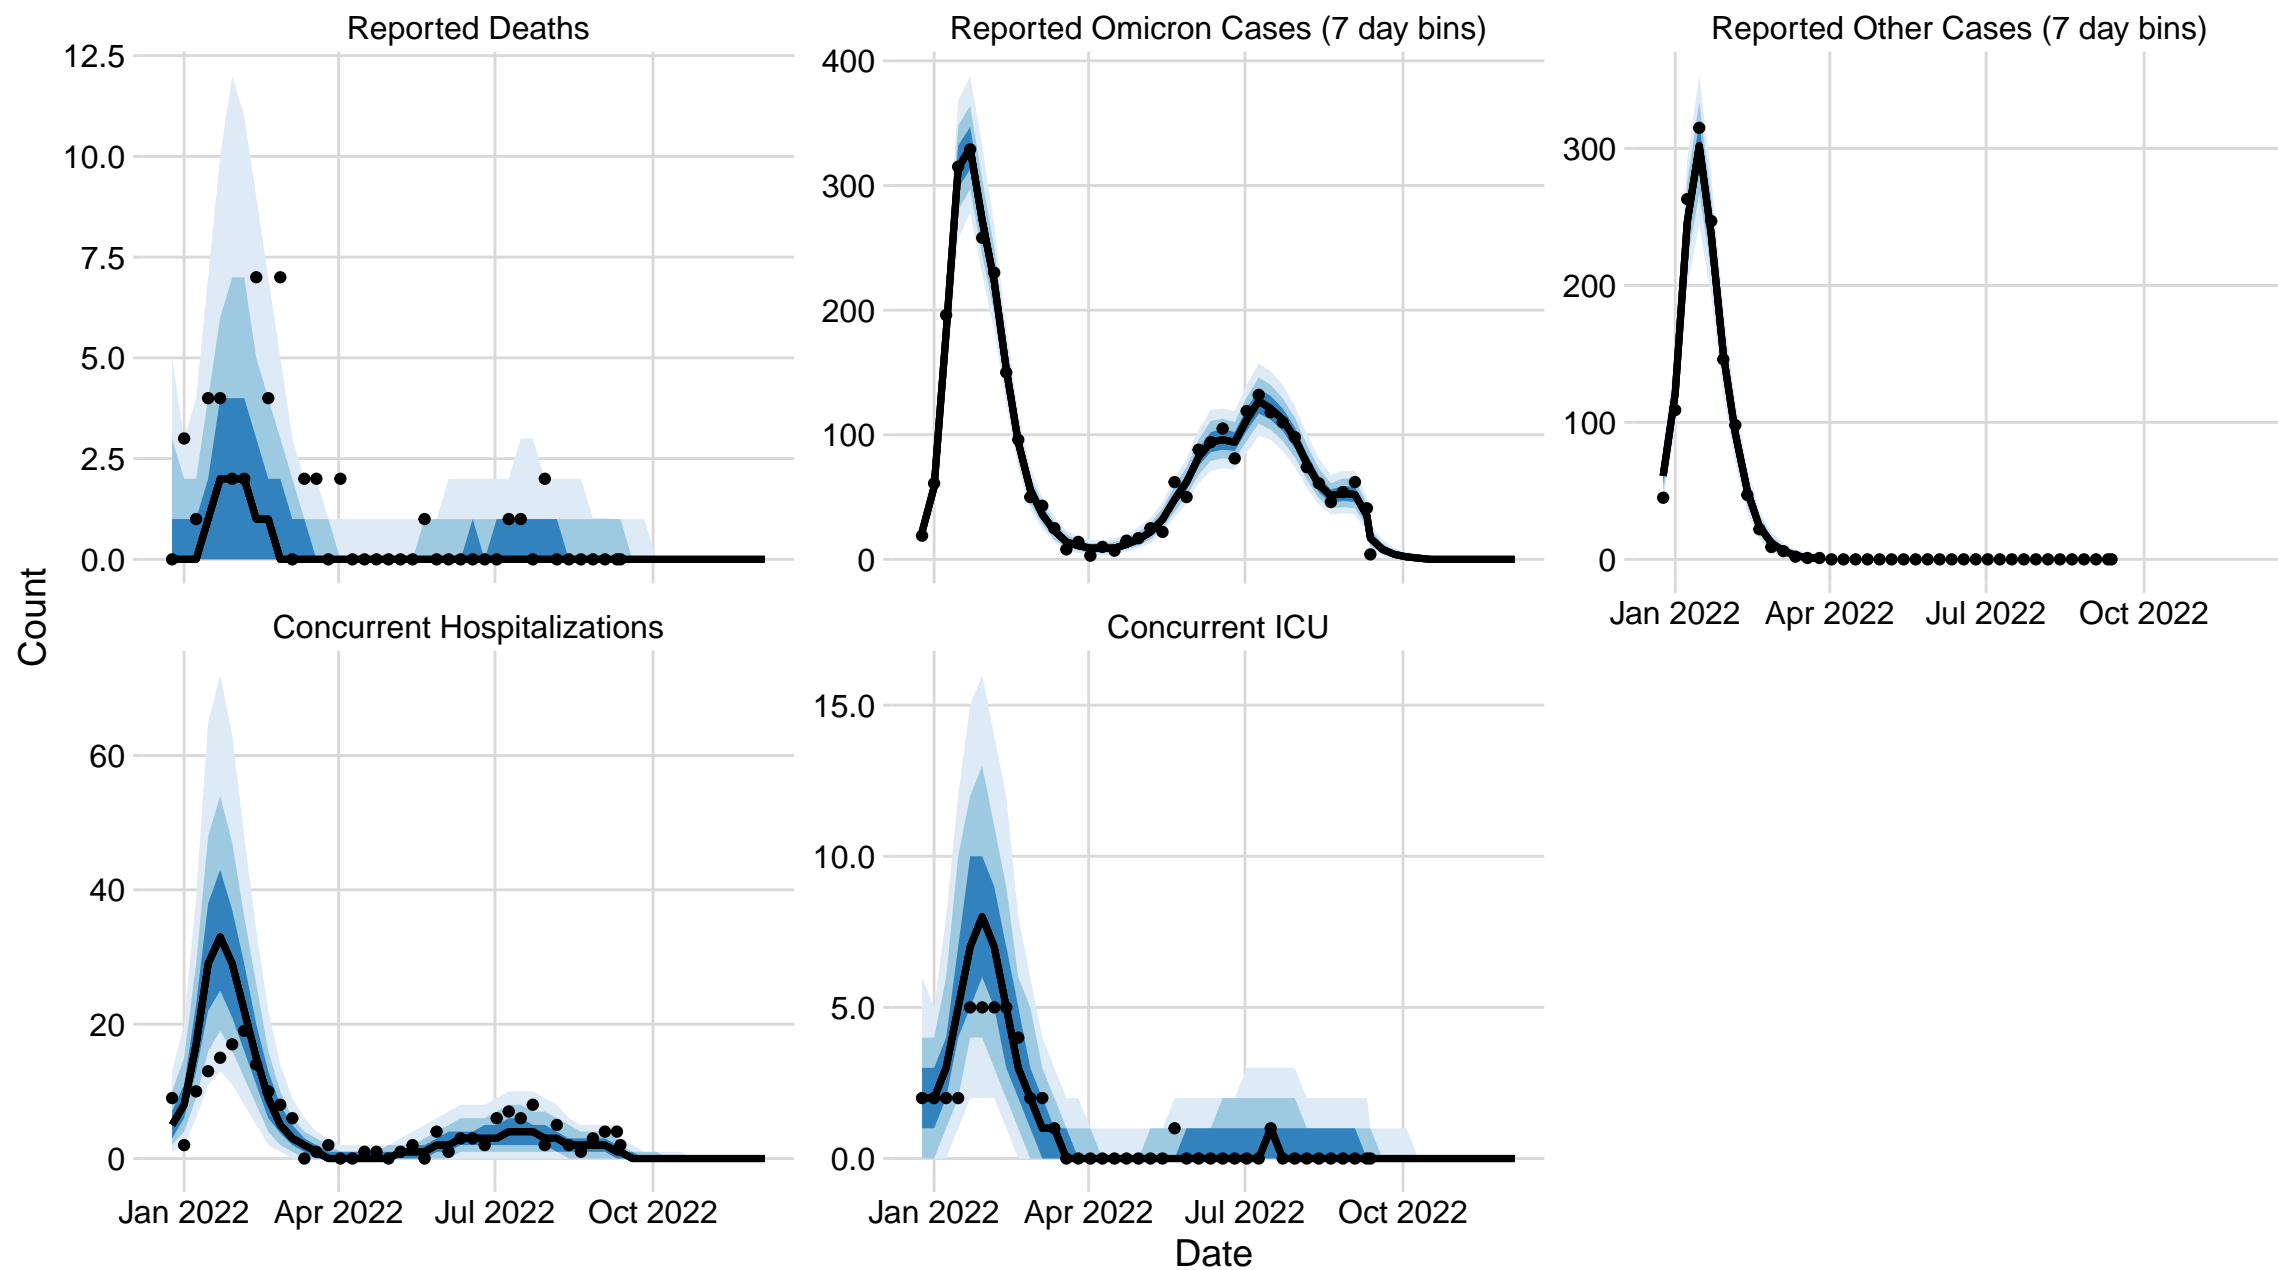 Reported Deaths
Reported Omicron Cases (7 day bins)
Reported Other Cases (7 day bins)
12.5
10.0
7.5
5.0
2.5
0.0
400
300
200
100
0
300
200
100
0
Jan 2022 Apr 2022 Jul 2022 Oct 2022
Count
Concurrent Hospitalizations
Concurrent ICU
60
40
20
0
15.0
10.0
5.0
0.0
Jan 2022 Apr 2022 Jul 2022 Oct 2022
Jan 2022 Apr 2022 Jul 2022 Oct 2022
Date